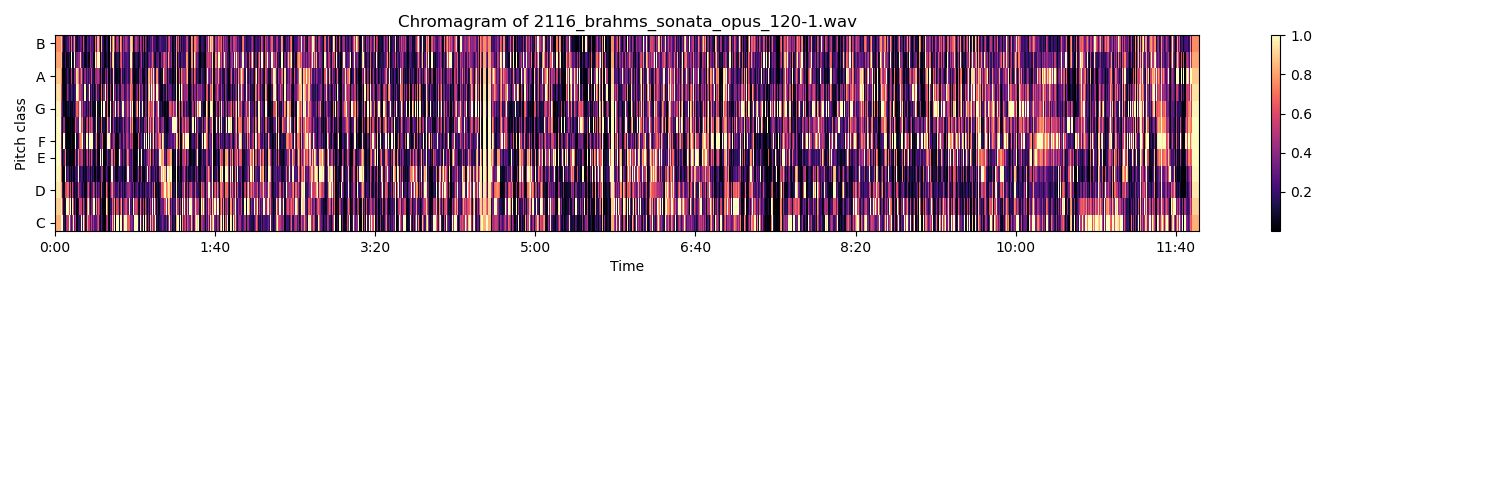 Chromagram of 2116_brahms_sonata_opus_120-1.wav
Pitch class
B
A
G
F
E
D
C
0:00 1:40 3:20 5:00 6:40 8:20 10:00 11:40
Time
1.0
0.8
0.6
0.4
0.2